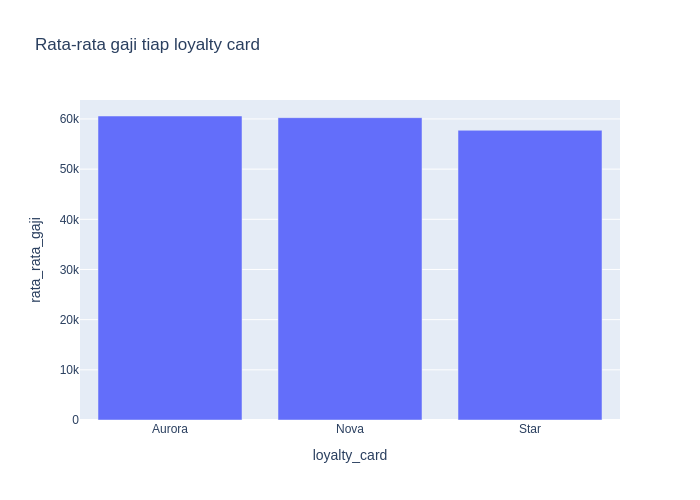 Rata-rata gaji tiap loyalty card
60k
50k
40k
30k
20k
10k
0
rata_rata_gaji
Aurora
Nova
Star
loyalty_card